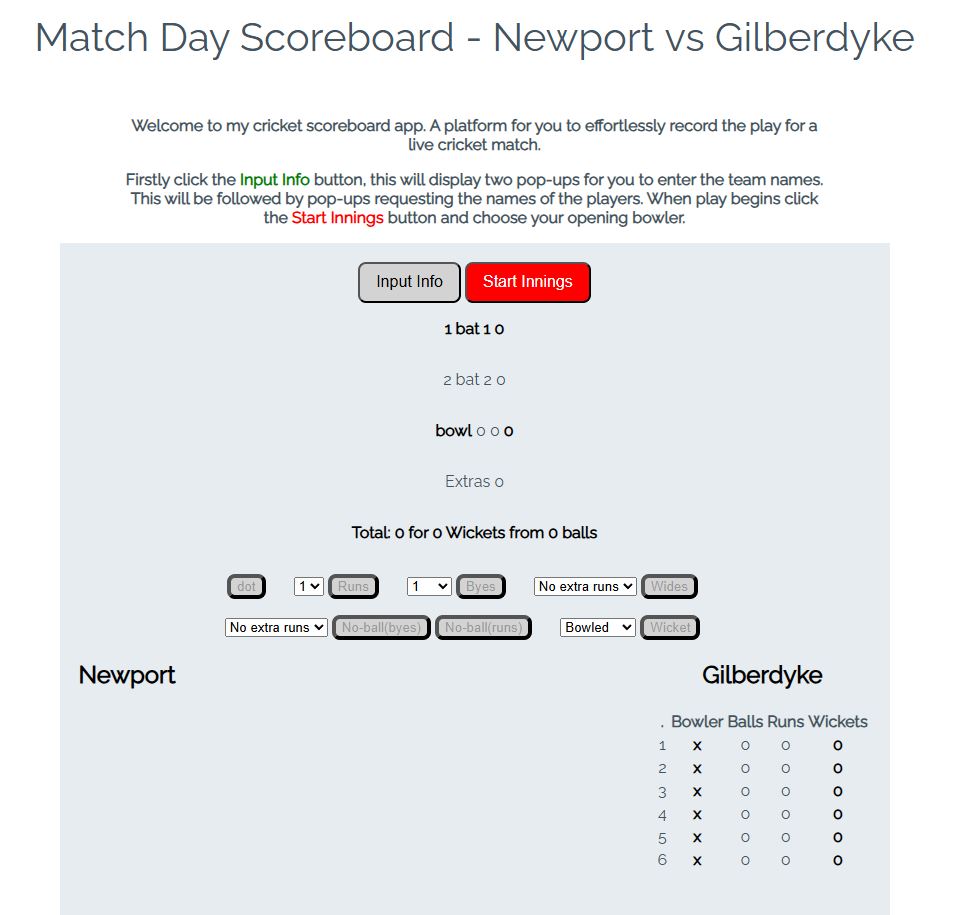 Match Day Scoreboard - Newport vs Gilberdyke
Welcome to my cricket scoreboard app. A platform for you to effortlessly record the play for a
live cricket match.
Firstly click the Input Info button, this will display two pop-ups for you to enter the team names.
This will be followed by pop-ups requesting the names of the players. When play begins click
the Start Innings button and choose your opening bowler.
Input Info Start Innings
1 bat 1 0
2 bat 2 0
bowl 0 0 0
Extras 0
Total: 0 for 0 Wickets from 0 balls
dot 1 Runs 1 Byes No extra runs Wides
No extra runs No-ball(byes) No-ball(runs) Bowled Wicket
Newport Gilberdyke
. Bowler Balls Runs Wickets
1 x 0 0 0
2 x 0 0 0
3 x 0 0 0
4 x 0 0 0
5 x 0 0 0
6 x 0 0 0